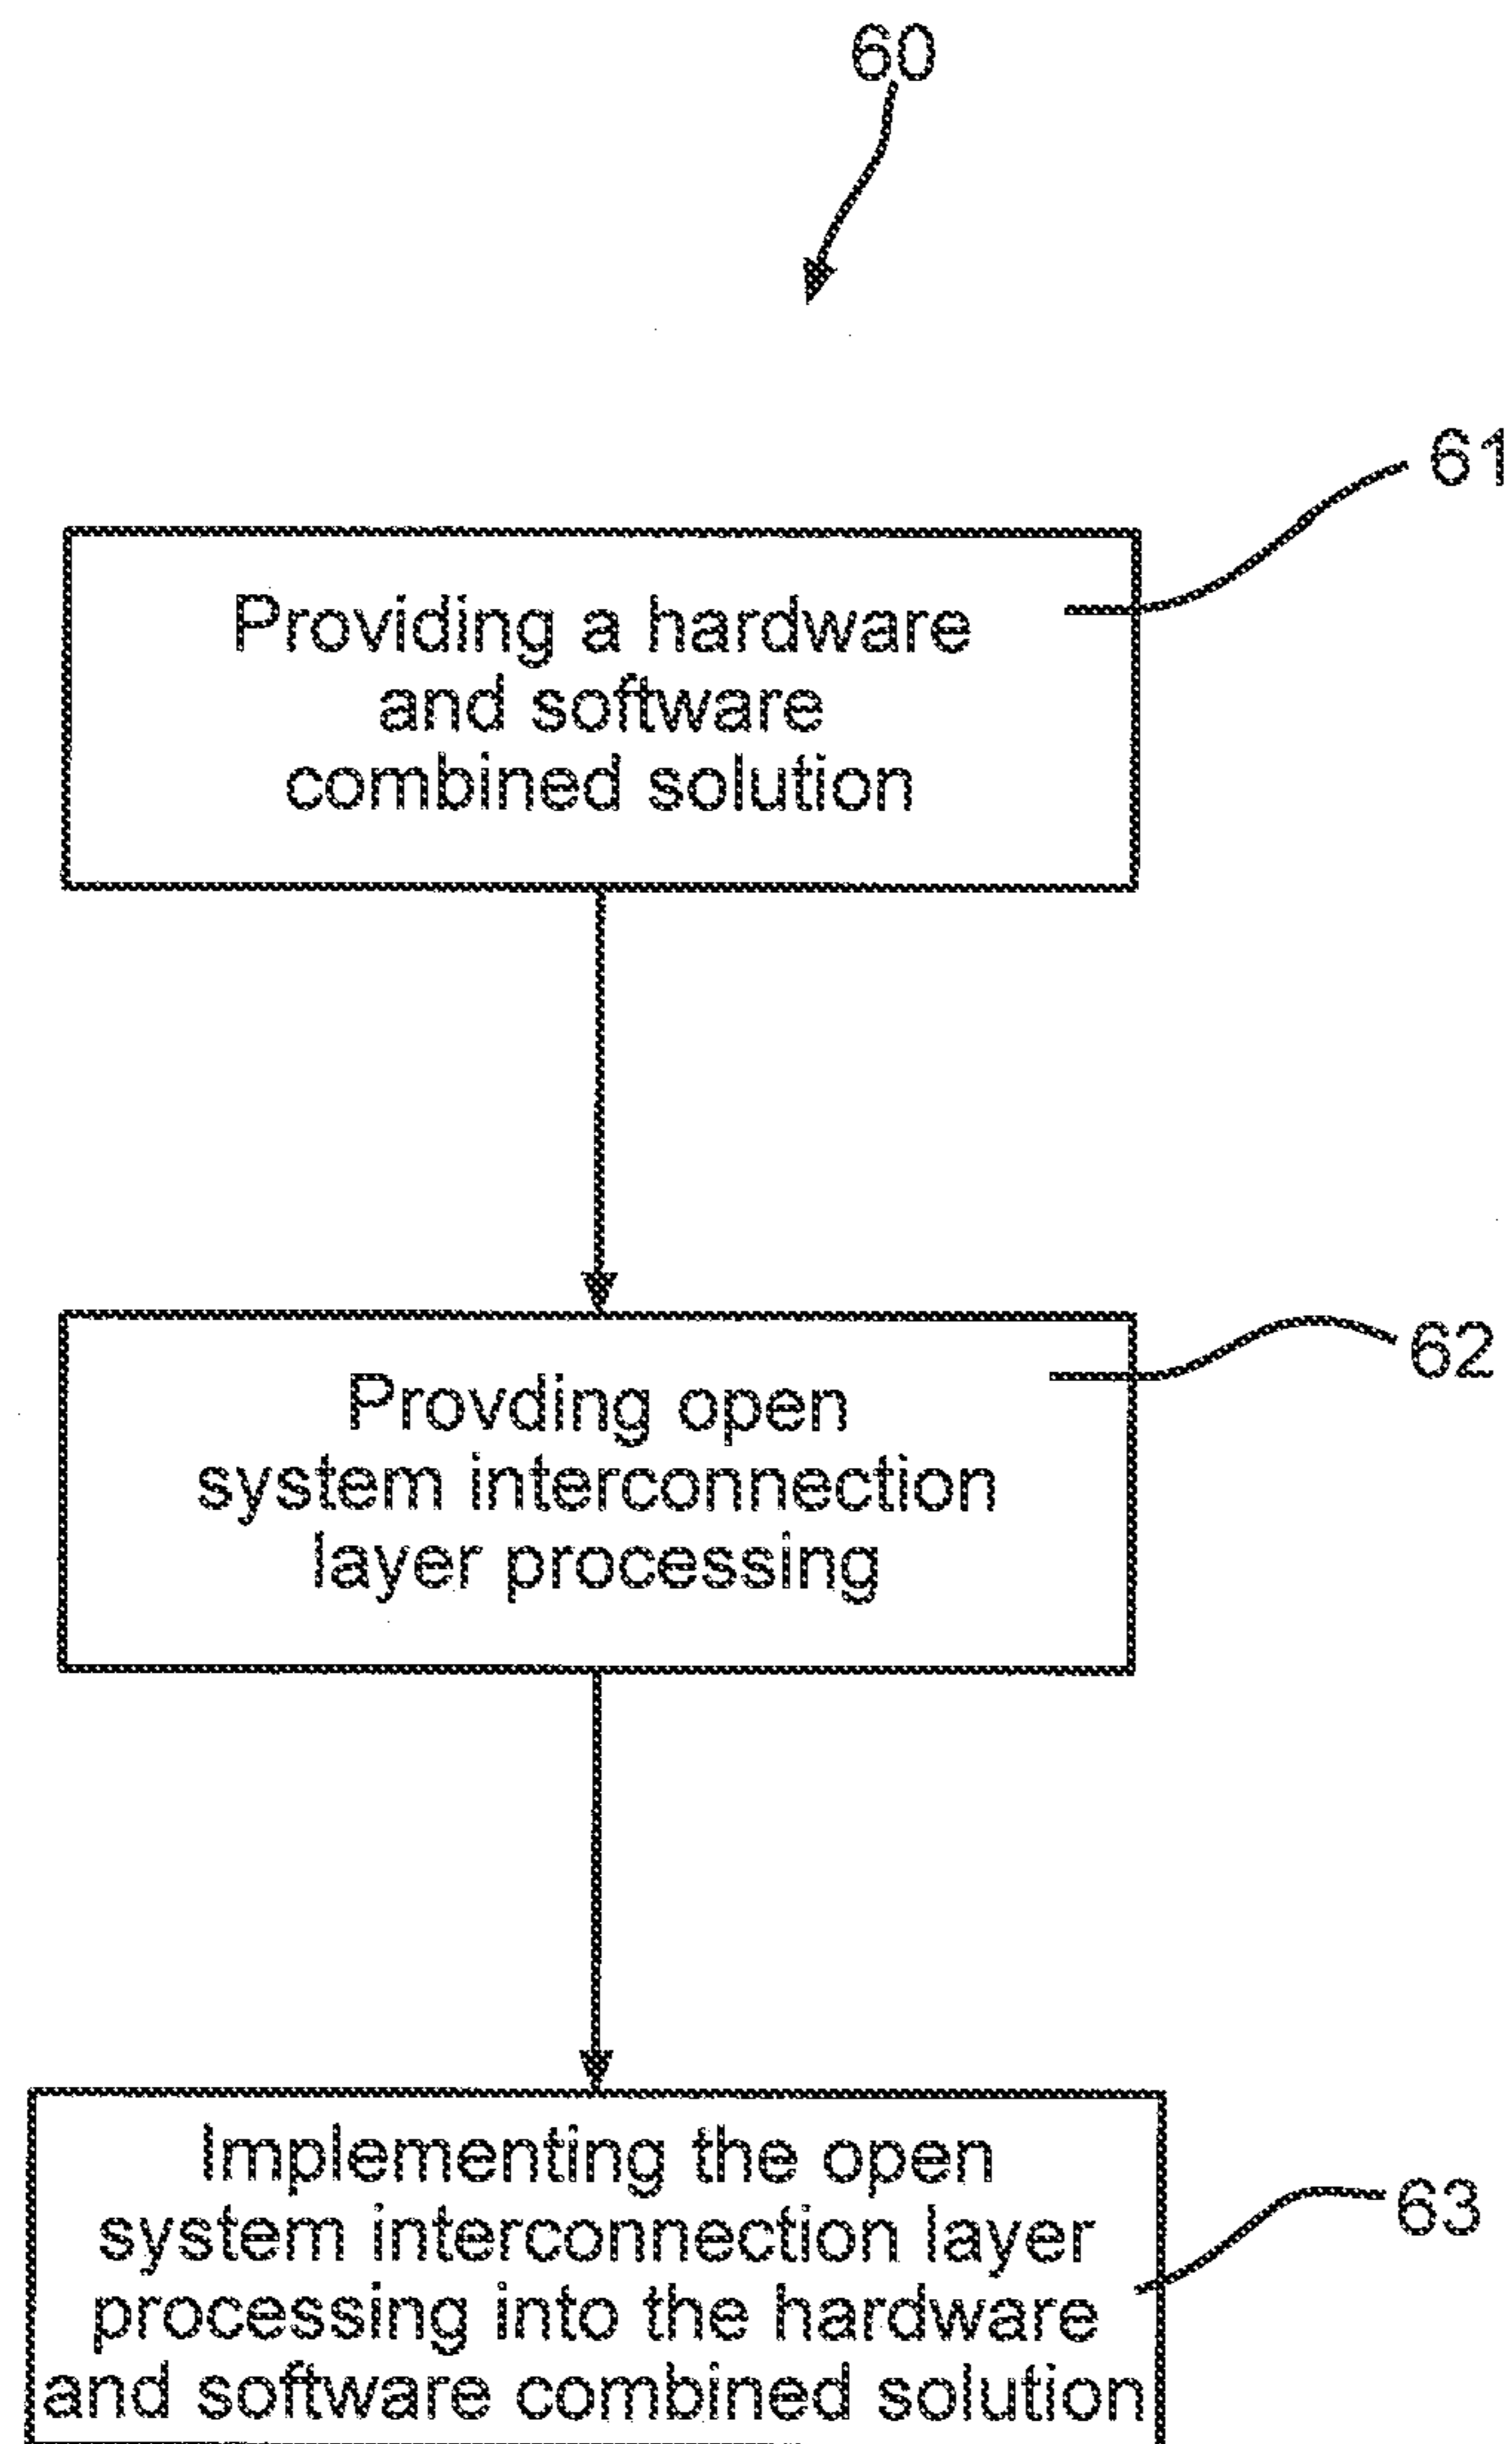 60
61
Providing a hardware
and software
combined solution
62
Provding open
system interconnection
layer processing
63
Implementing the open
system interconnection layer
processing into the hardware
and software combined solution